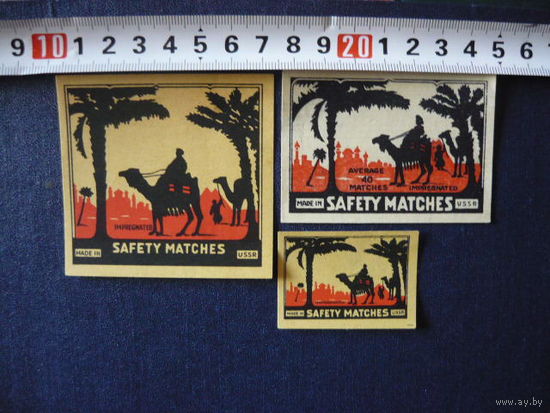 9 10 1 2 3 4 5 6 7 8 9 20 1 2 3 4 5 6
IMPREGNATED
MADE IN SAFETY MATCHES USSR
AVERAGE
40
MATCHES IMPREGNATED
MADE IN SAFETY MATCHES USSR
MADE IN SAFETY MATCHES USSR
© www.ay.by